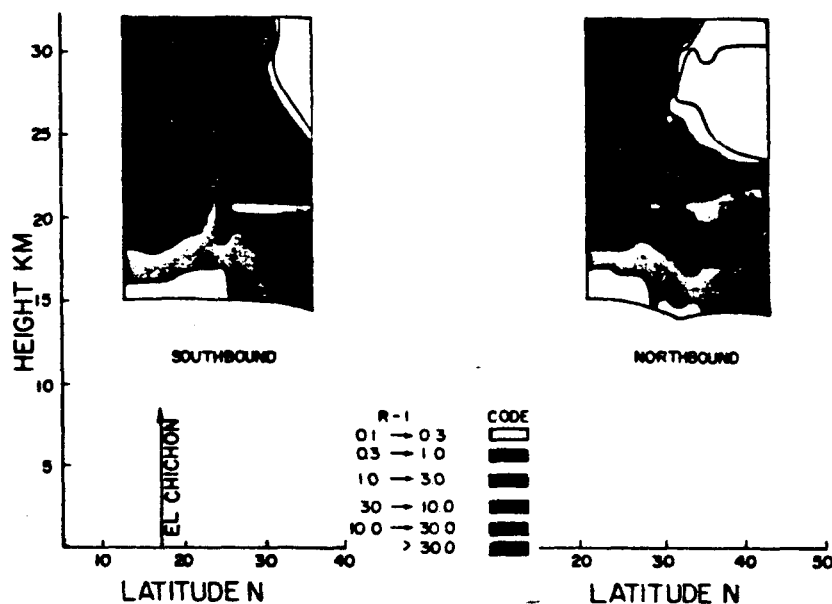 HEIGHT KM
30
25
20
15
10
5
SOUTHBOUND
NORTHBOUND
EL CHICHON
R-1 CODE
0.1 → 0.3
0.3 → 1.0
1.0 → 3.0
30 → 10.0
10.0 → 30.0
> 30.0
10 20 30 40
20 30 40 50
LATITUDE N
LATITUDE N